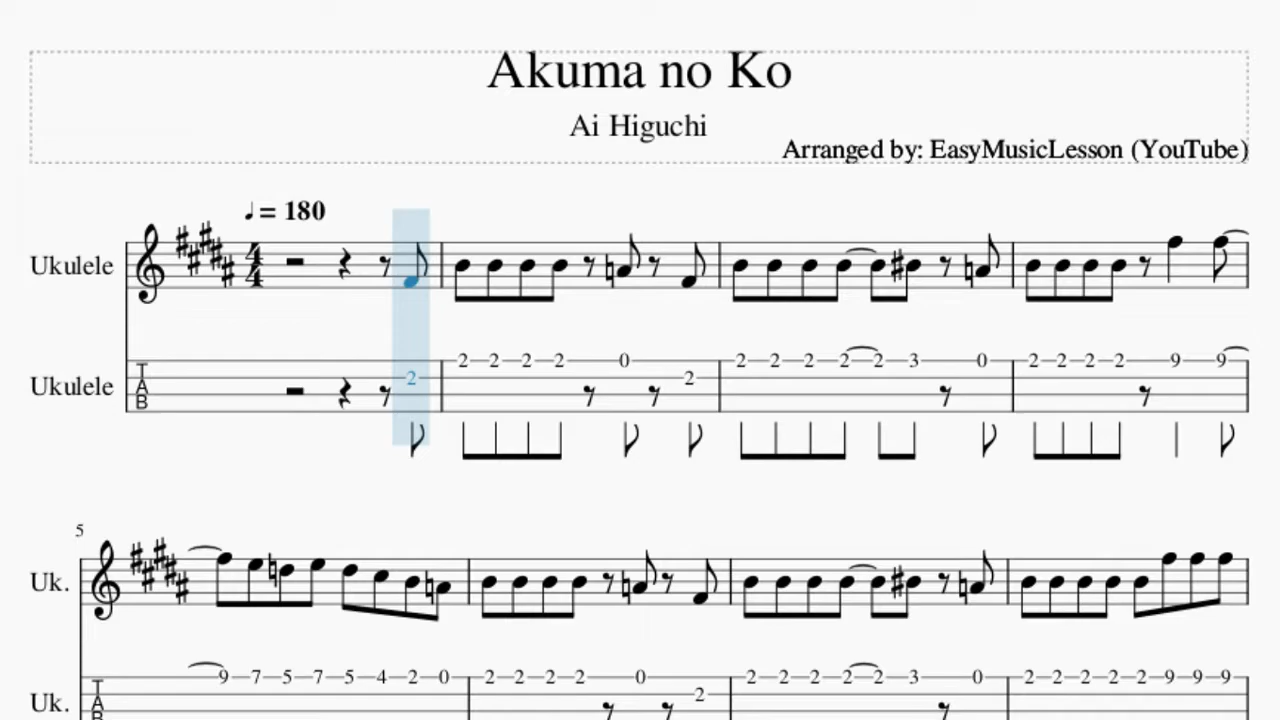 Akuma no Ko
Ai Higuchi
Arranged by: EasyMusicLesson (YouTube)
♩ = 180
Ukulele
4
4
Ukulele
T
A
B
2 2 2 2 2 0 2 2 2 2 2 2 3 0 2 2 2 2 9 9
5
Uk.
Uk.
T
9 7 5 7 5 4 2 0 2 2 2 2 0 2 2 2 2 2 2 3 0 2 2 2 2 2 9 9 9